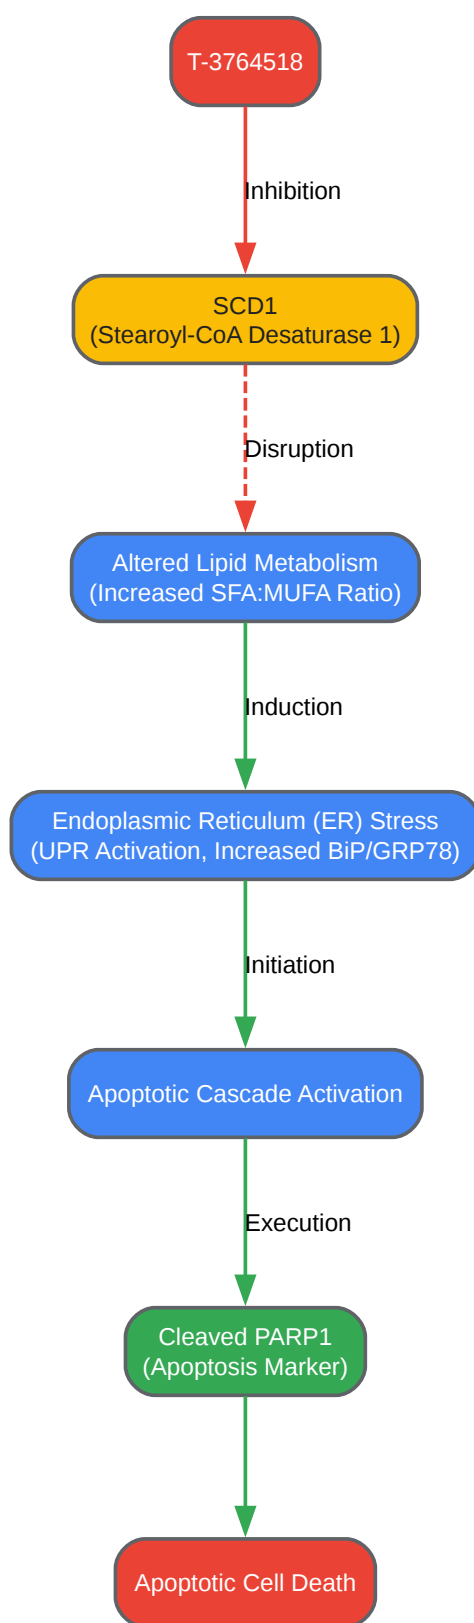 T-3764518
Inhibition
SCD1
(Stearoyl-CoA Desaturase 1)
Disruption
Altered Lipid Metabolism
(Increased SFA:MUFA Ratio)
Induction
Endoplasmic Reticulum (ER) Stress
(UPR Activation, Increased BiP/GRP78)
Initiation
Apoptotic Cascade Activation
Execution
Cleaved PARP1
(Apoptosis Marker)
Apoptotic Cell Death